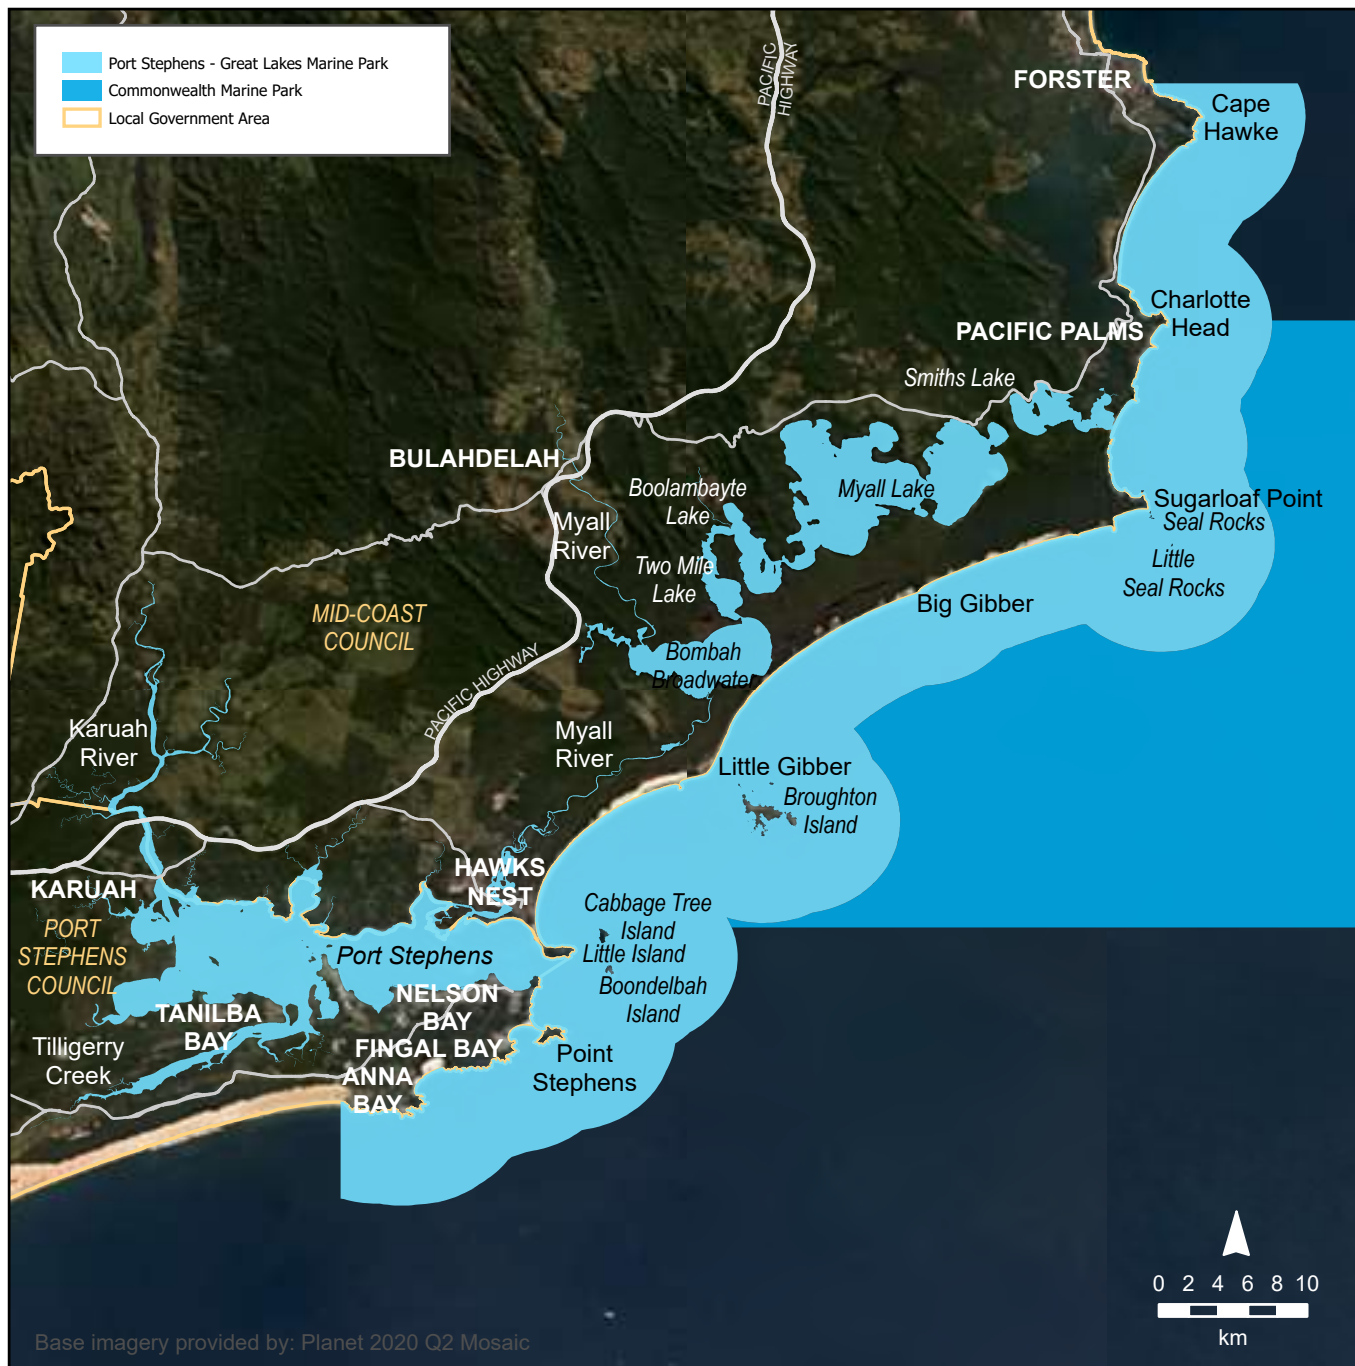 Port Stephens - Great Lakes Marine Park
Commonwealth Marine Park
Local Government Area
PACIFIC
HIGHWAY
FORSTER
Cape
Hawke
Charlotte
Head
PACIFIC PALMS
Smiths Lake
BULAHDELAH
Boolambayte
Lake
Myall Lake
Sugarloaf Point
Seal Rocks
Myall
River
Two Mile
Lake
Little
Seal Rocks
Big Gibber
MID-COAST
COUNCIL
Bombah
Broadwater
PACIFIC HIGHWAY
Karuah
River
Myall
River
Little Gibber
Broughton
Island
HAWKS
NEST
KARUAH
Cabbage Tree
Island
PORT
STEPHENS
COUNCIL
Port Stephens
Little Island
NELSON
BAY
Boondelbah
Island
TANILBA
BAY
FINGAL BAY
Tilligerry
Creek
Point
Stephens
ANNA
BAY
0 2 4 6 8 10
km
Base imagery provided by: Planet 2020 Q2 Mosaic